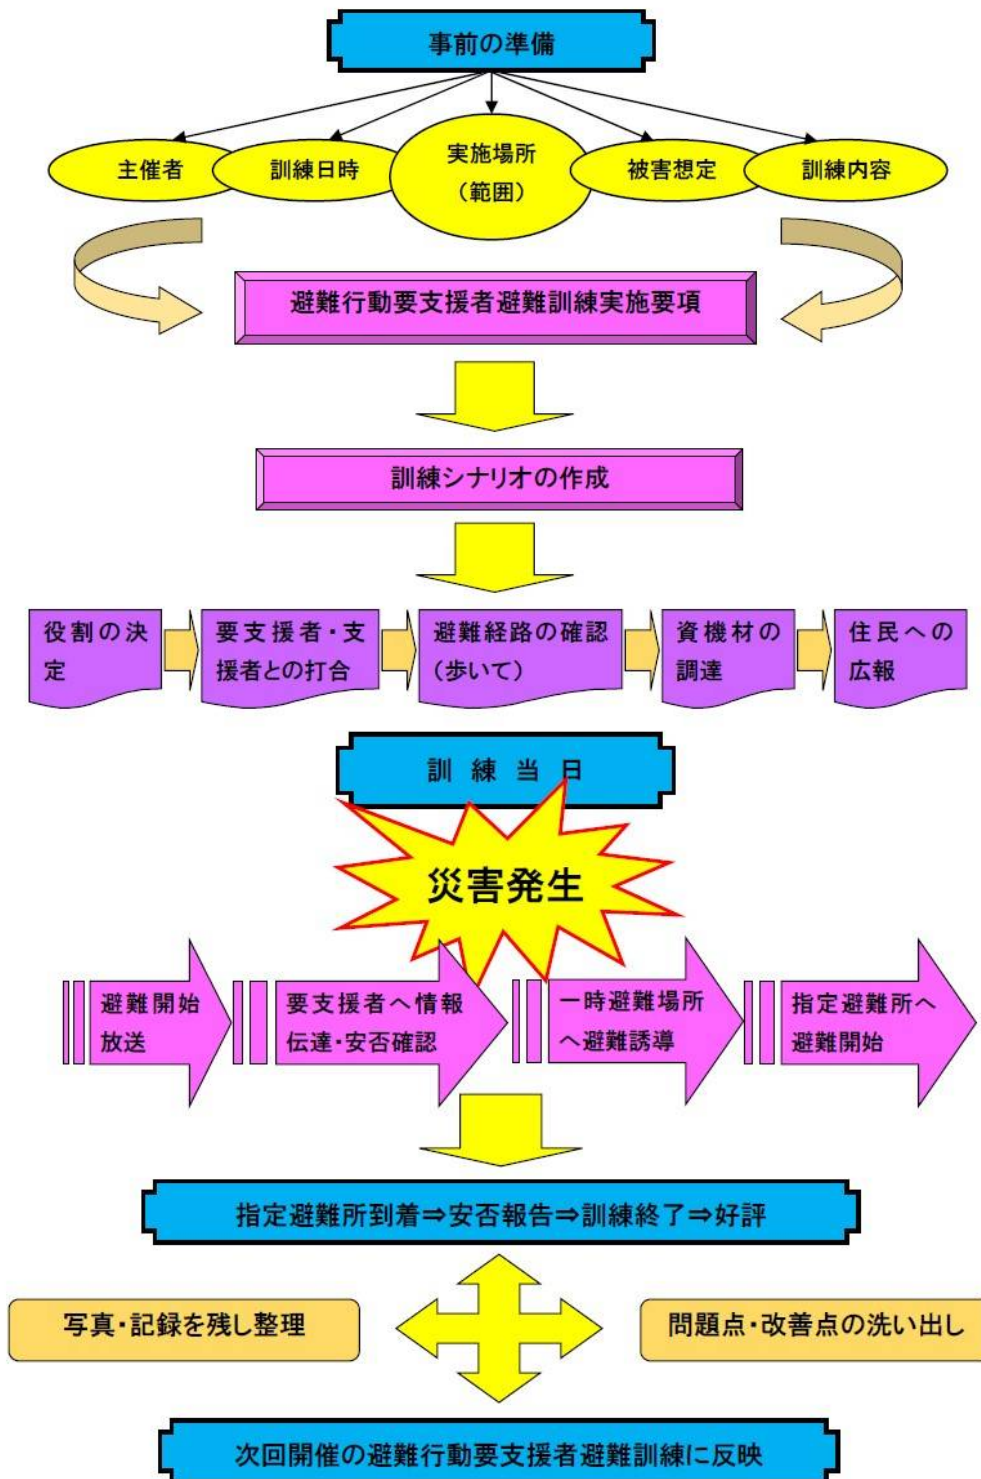 事前の準備
主催者
訓練日時
実施場所
（範囲）
被害想定
訓練内容
避難行動要支援者避難訓練実施要項
訓練シナリオの作成
役割の決
定
要支援者・支
援者との打合
避難経路の確認
（歩いて）
資機材の
調達
住民への
広報
訓練当日
災害発生
避難開始
放送
要支援者へ情報
伝達・安否確認
一時避難場所
へ避難誘導
指定避難所へ
避難開始
指定避難所到着⇒安否報告⇒訓練終了⇒好評
写真・記録を残し整理
問題点・改善点の洗い出し
次回開催の避難行動要支援者避難訓練に反映